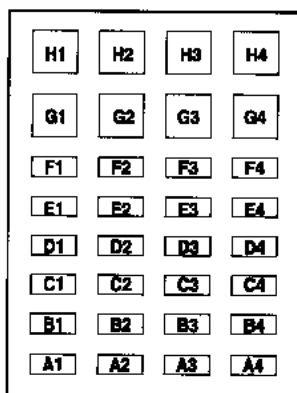 H1 H2 H3 H4
G1 G2 G3 G4
F1 F2 F3 F4
E1 E2 E3 E4
D1 D2 D3 D4
C1 C2 C3 C4
B1 B2 B3 B4
A1 A2 A3 A4